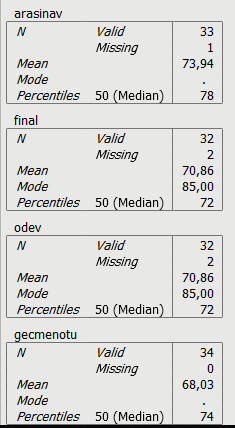 arasinav
N Valid 33
Missing 1
Mean 73,94
Mode .
Percentiles 50 (Median) 78
final
N Valid 32
Missing 2
Mean 70,86
Mode 85,00
Percentiles 50 (Median) 72
odev
N Valid 32
Missing 2
Mean 70,86
Mode 85,00
Percentiles 50 (Median) 72
gecmenotu
N Valid 34
Missing 0
Mean 68,03
Mode .
Percentiles 50 (Median) 74